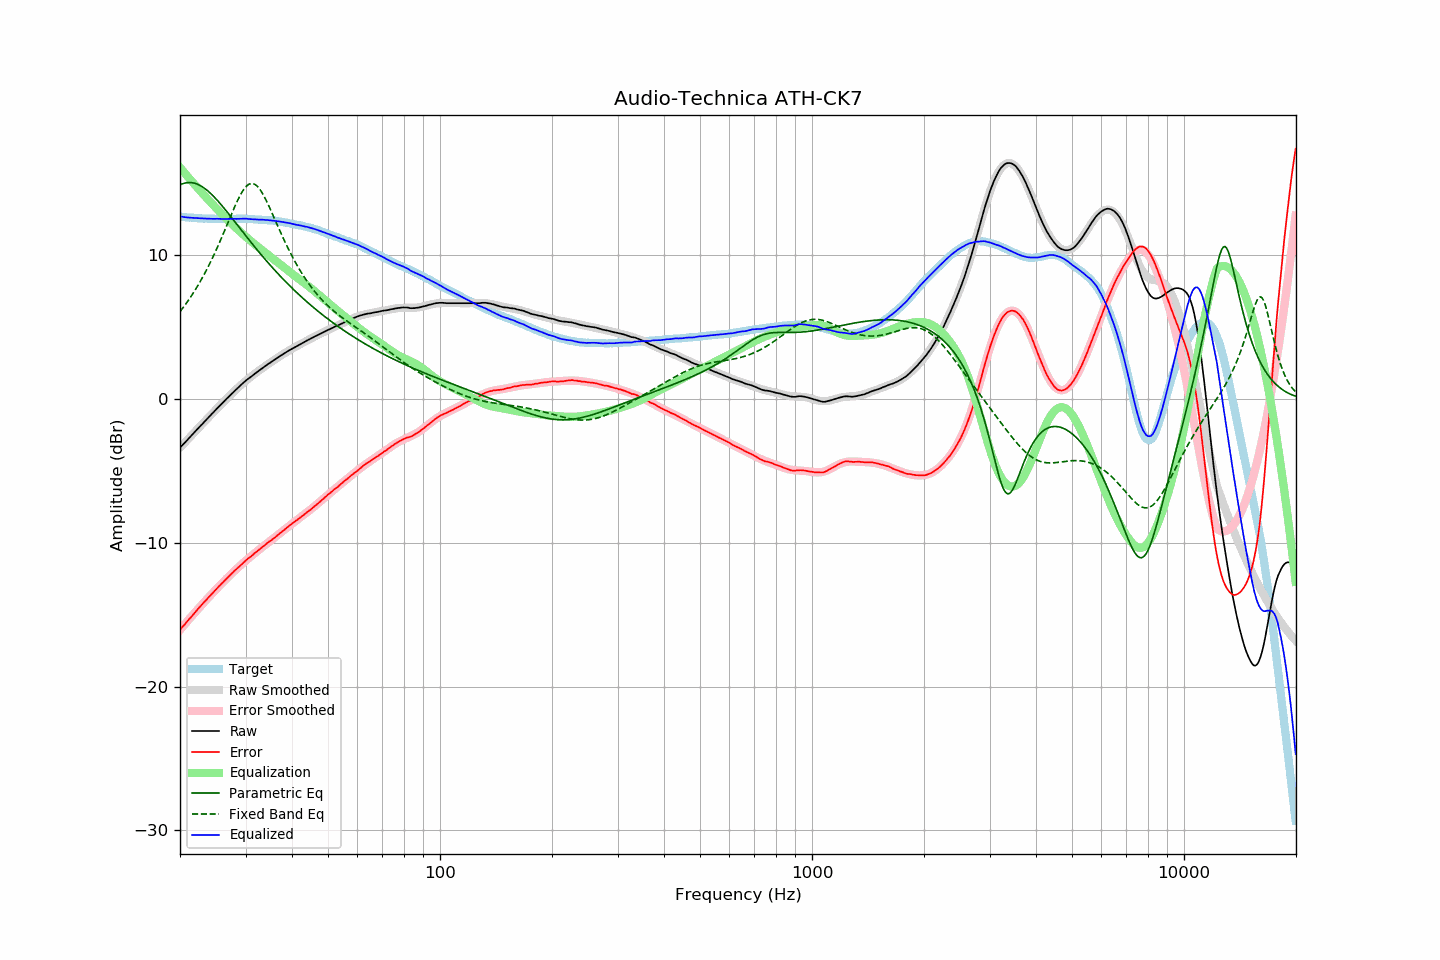 Audio-Technica ATH-CK7
Amplitude (dBr)
10
0
−10
−20
−30
Target
Raw Smoothed
Error Smoothed
Raw
Error
Equalization
Parametric Eq
Fixed Band Eq
Equalized
100 1000 10000
Frequency (Hz)